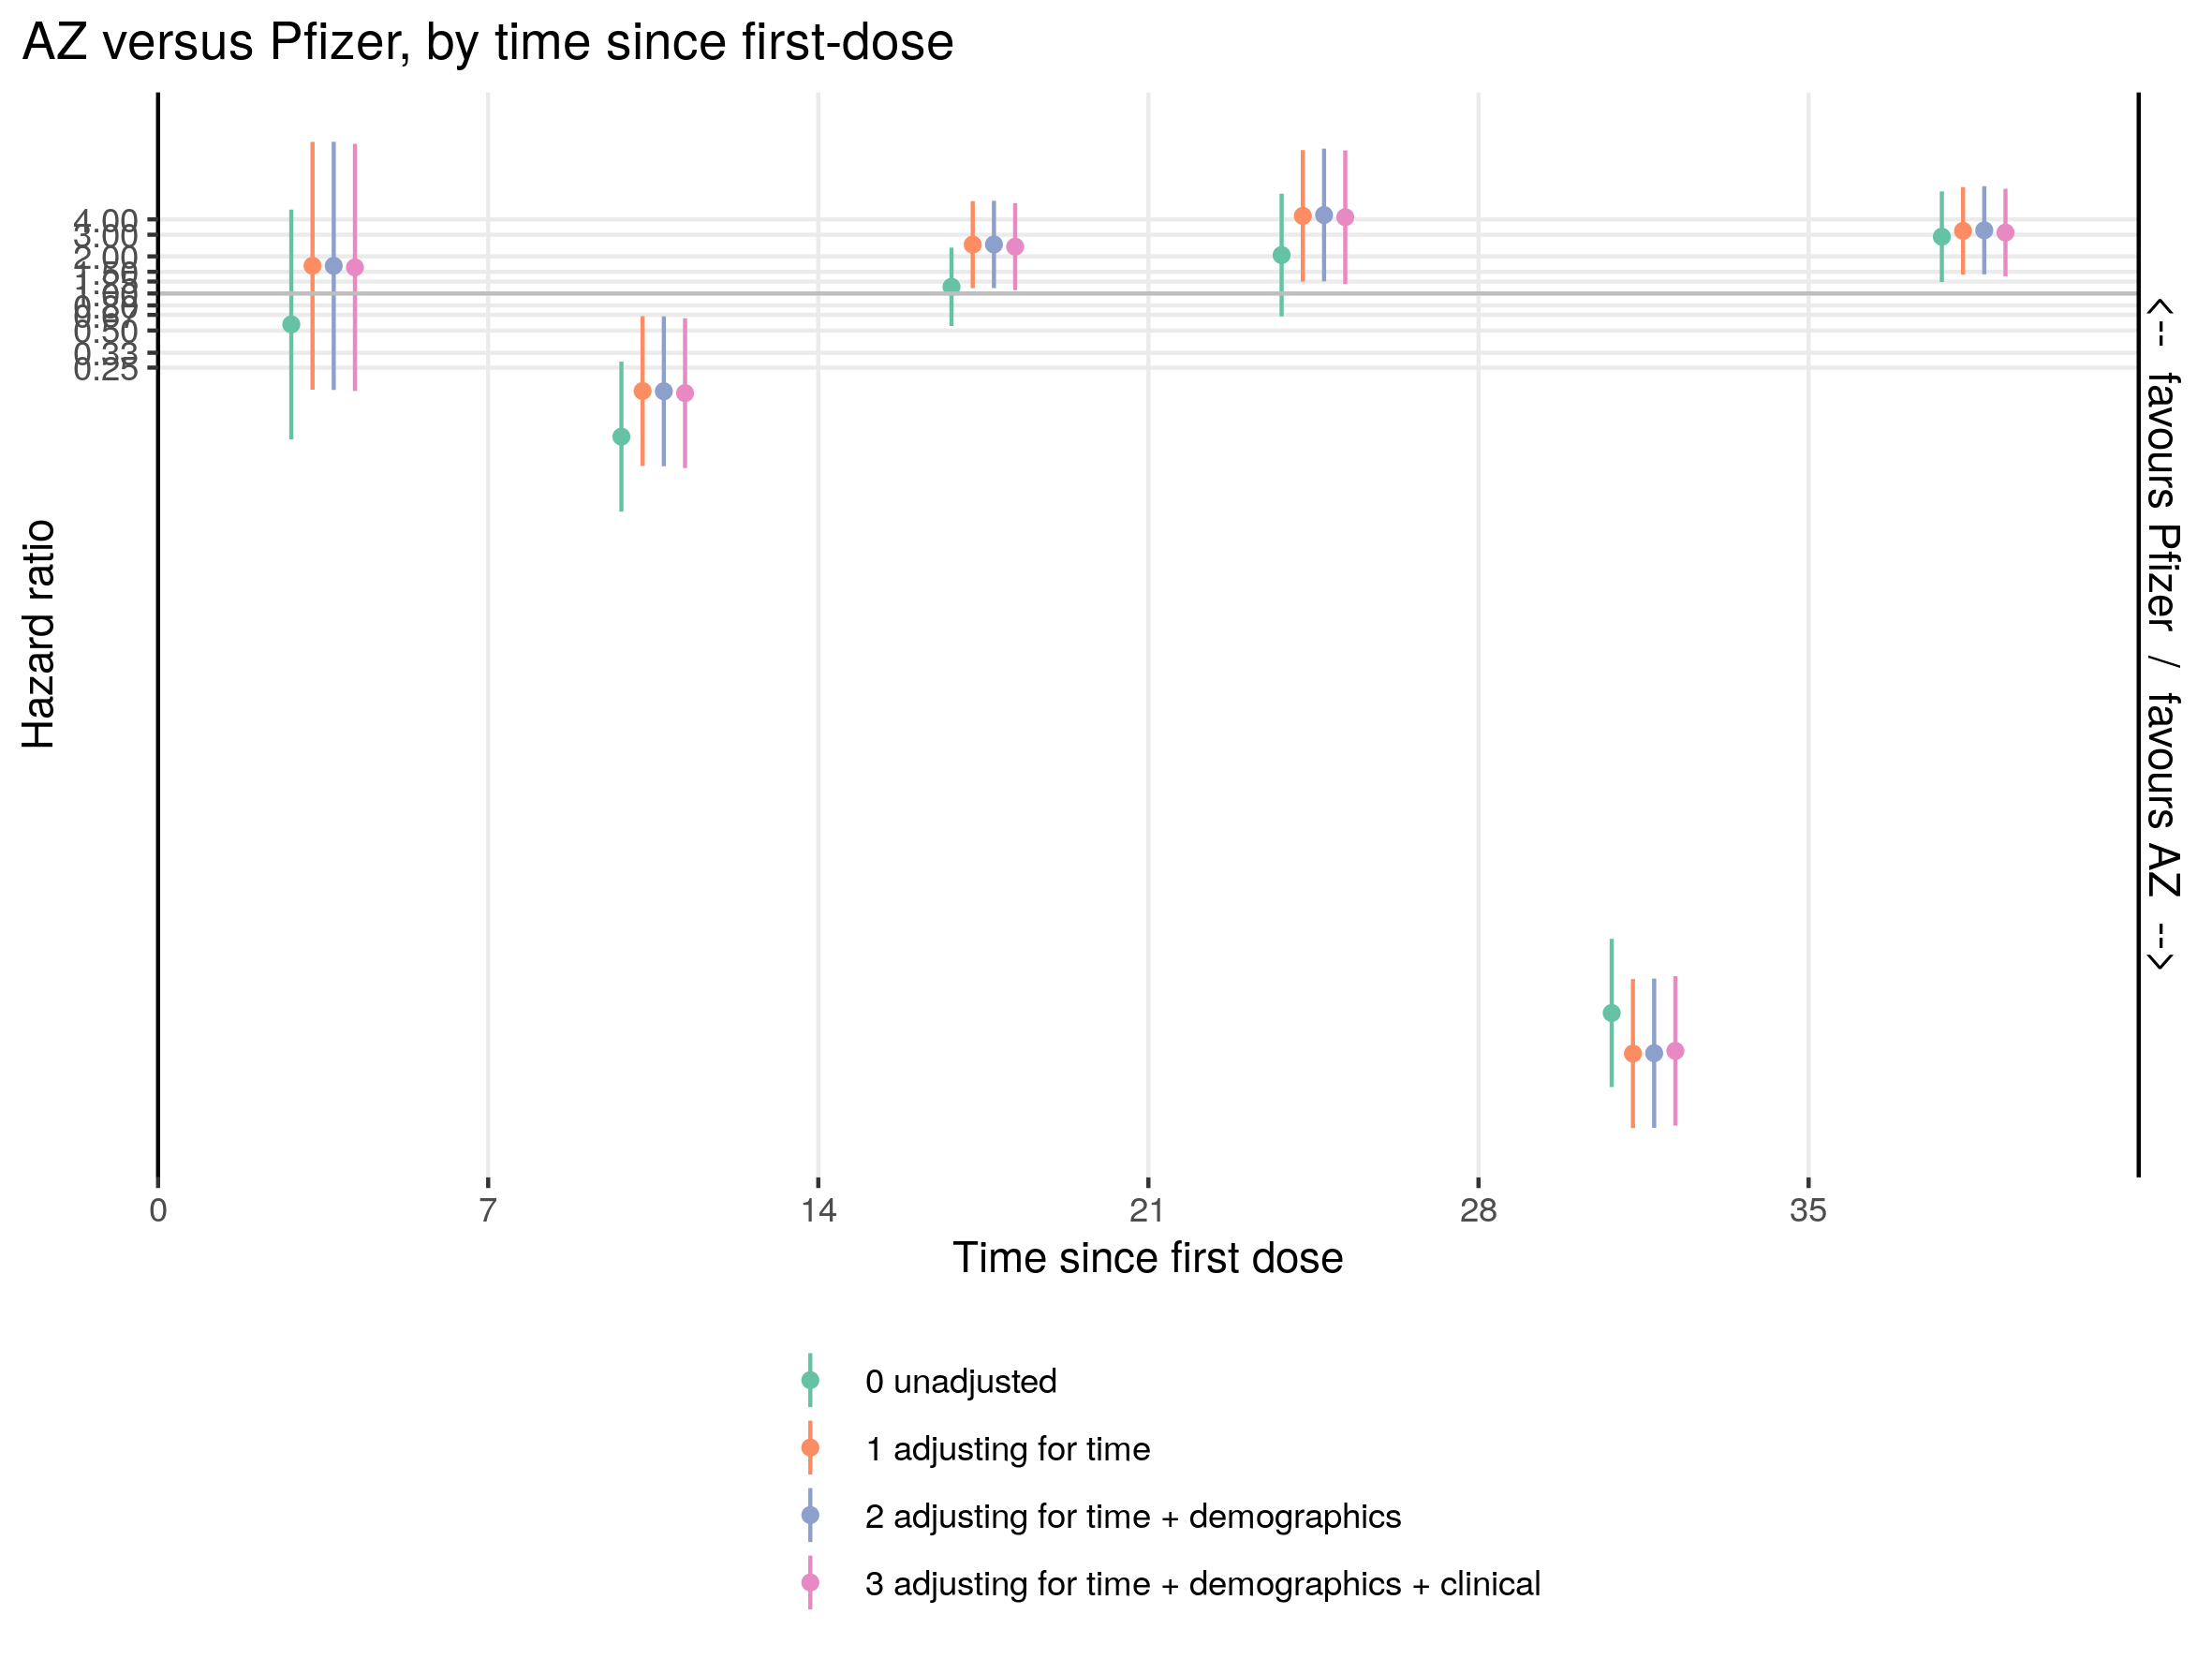 AZ versus Pfizer, by time since first-dose
Hazard ratio
4.00
3.00
2.00
0.50
0.33
0.25
<-- favours Pfizer / favours AZ -->
0 7 14 21 28 35
Time since first dose
0 unadjusted
1 adjusting for time
2 adjusting for time + demographics
3 adjusting for time + demographics + clinical